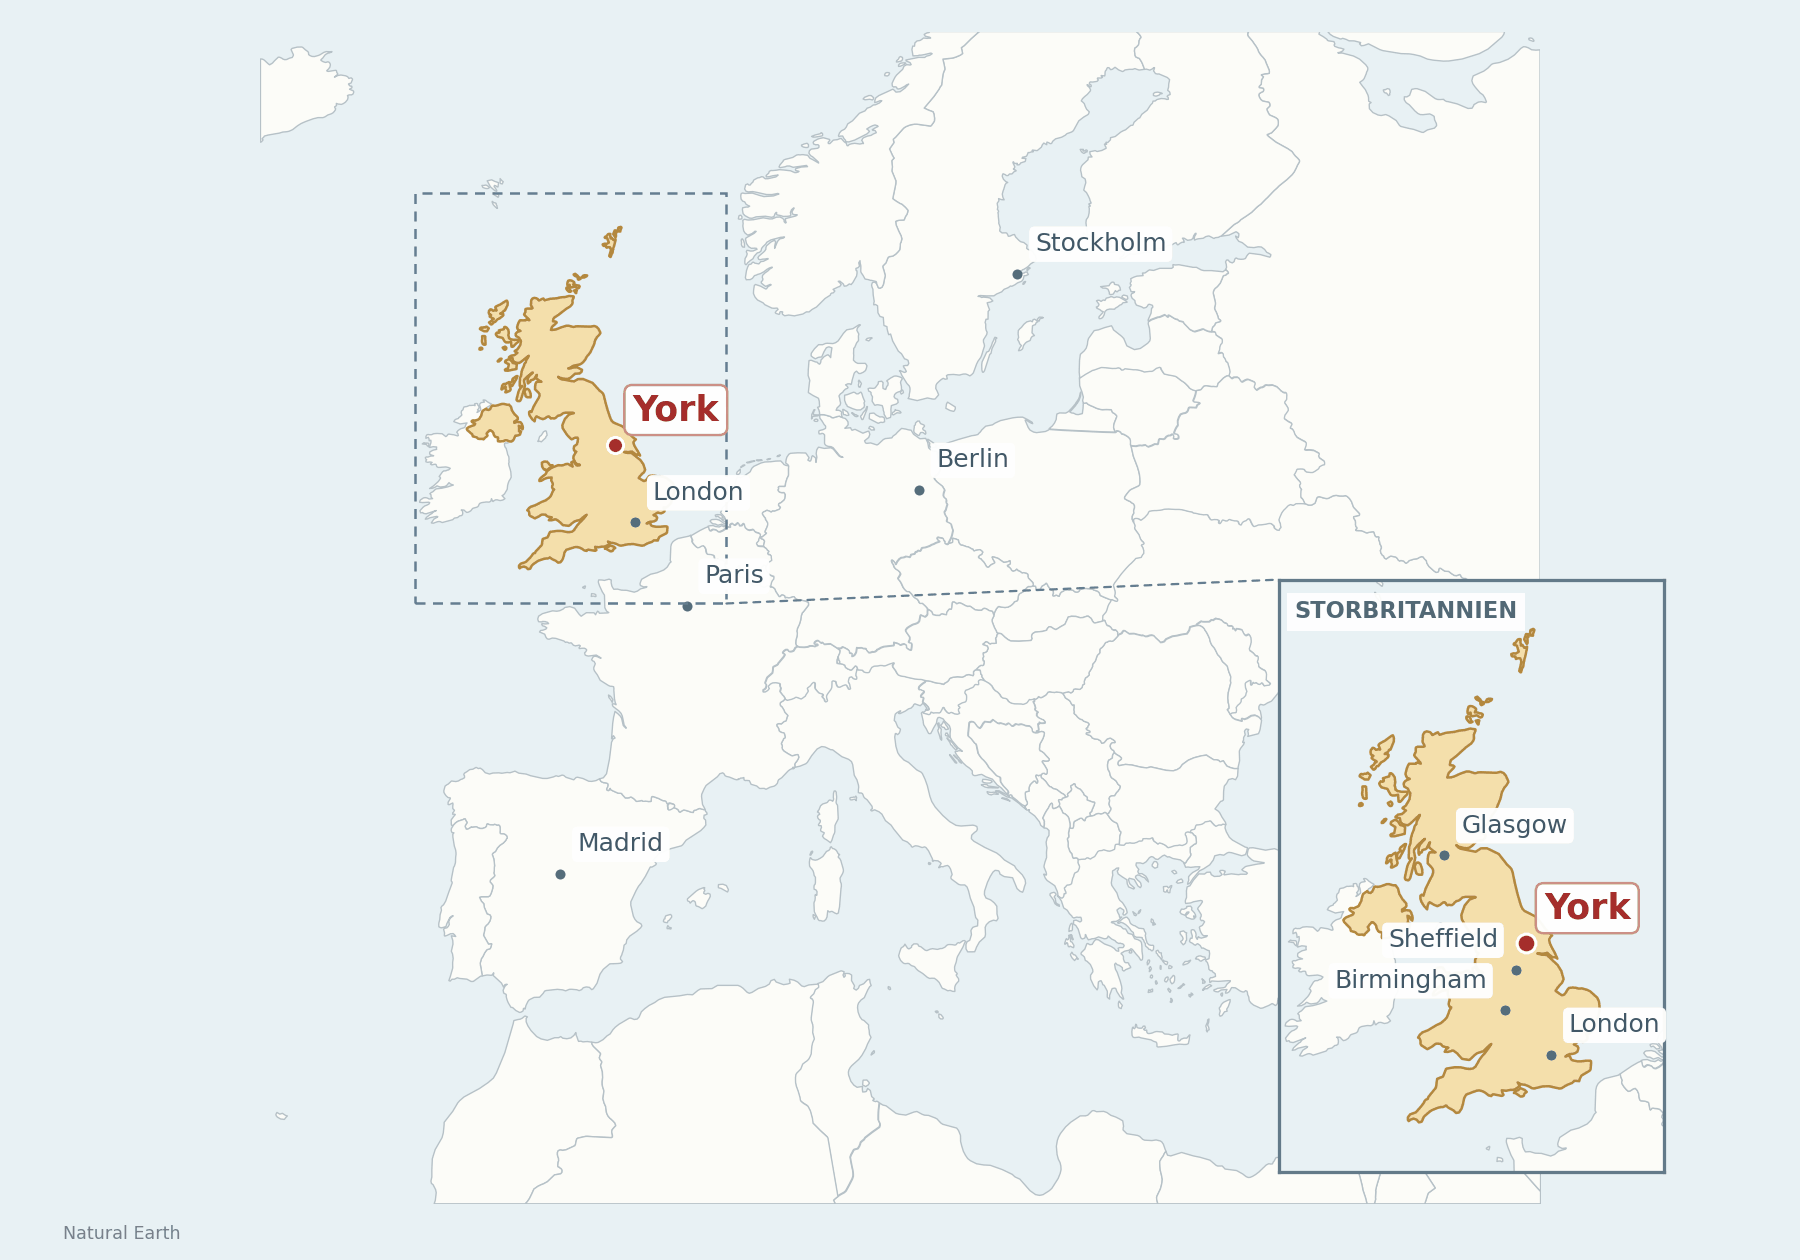 Stockholm
York
Berlin
London
Paris
STORBRITANNIEN
Glasgow
Madrid
York
Sheffield
Birmingham
London
Natural Earth